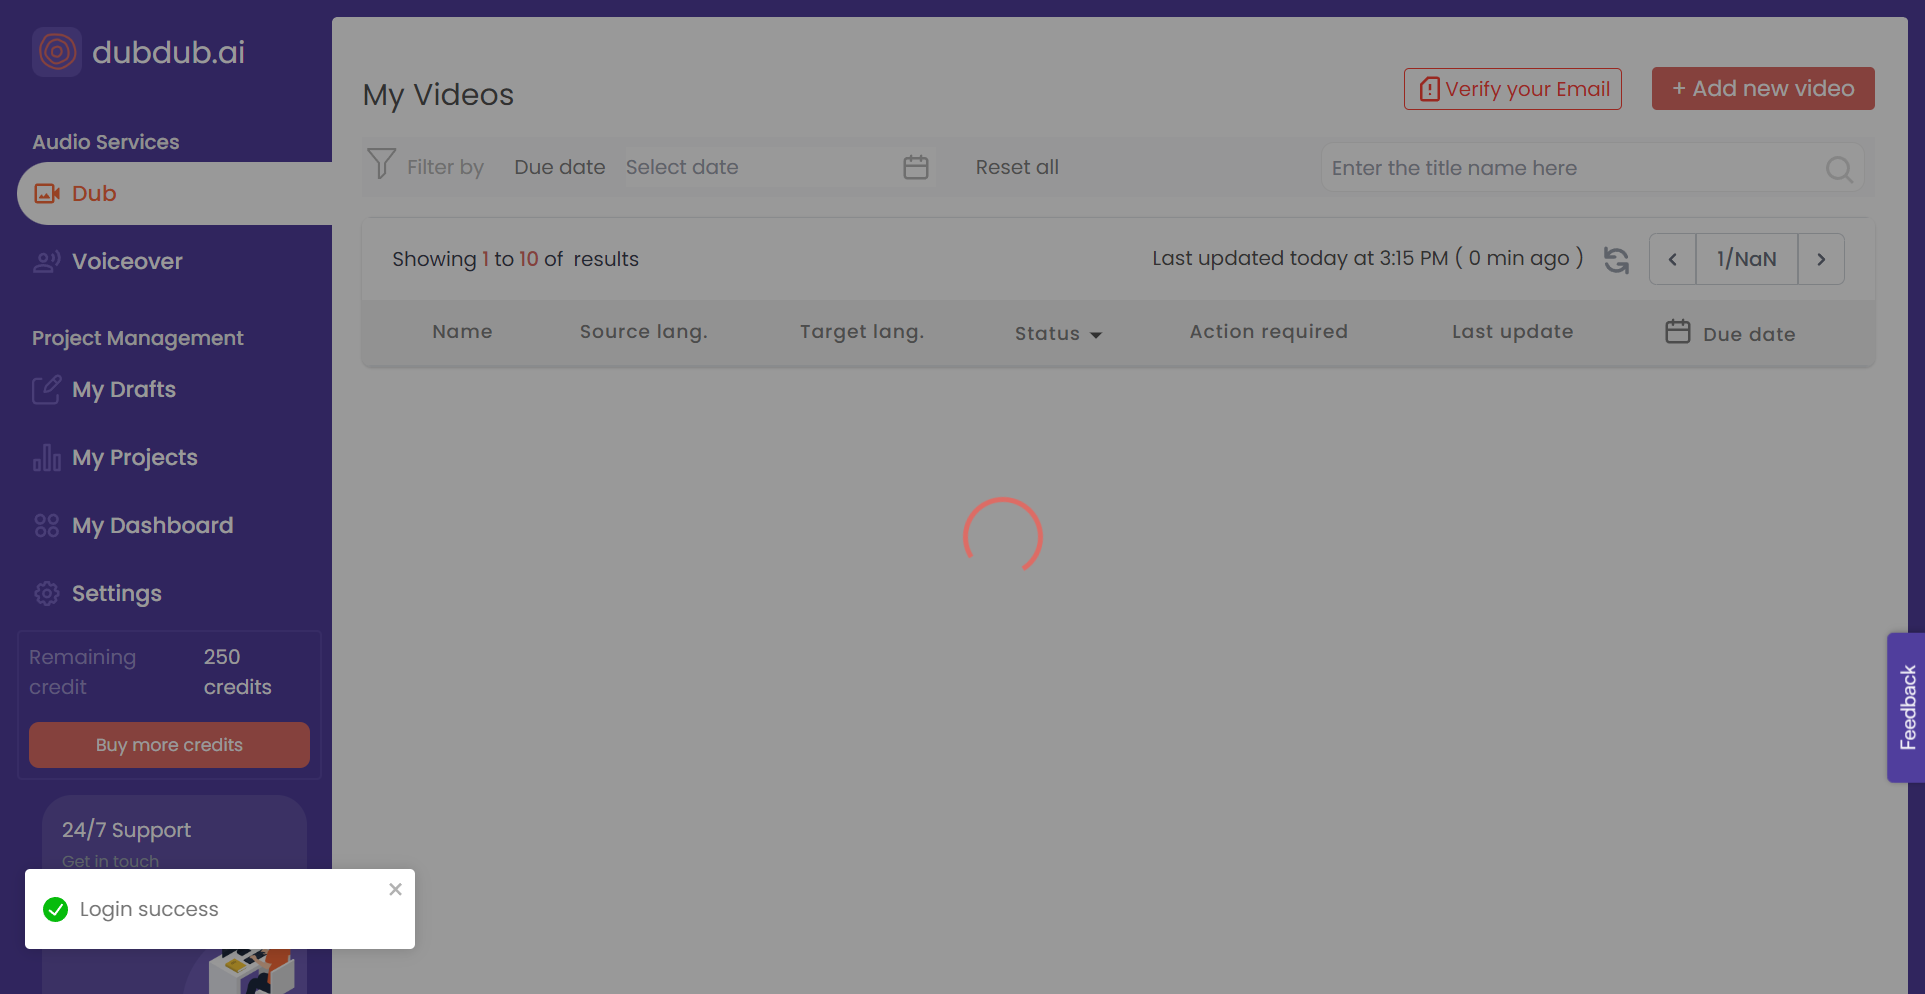 dubdub.ai
Audio Services
Dub
Voiceover
Project Management
My Drafts
My Projects
My Dashboard
Settings
Remaining credit
250 credits
Buy more credits
24/7 Support
Get in touch
Login success
My Videos
Verify your Email
+ Add new video
Filter by
Due date
Select date
Reset all
Enter the title name here
Showing 1 to 10 of results
Last updated today at 3:15 PM ( 0 min ago )
1/NaN
Name
Source lang.
Target lang.
Status
Action required
Last update
Due date
Feedback